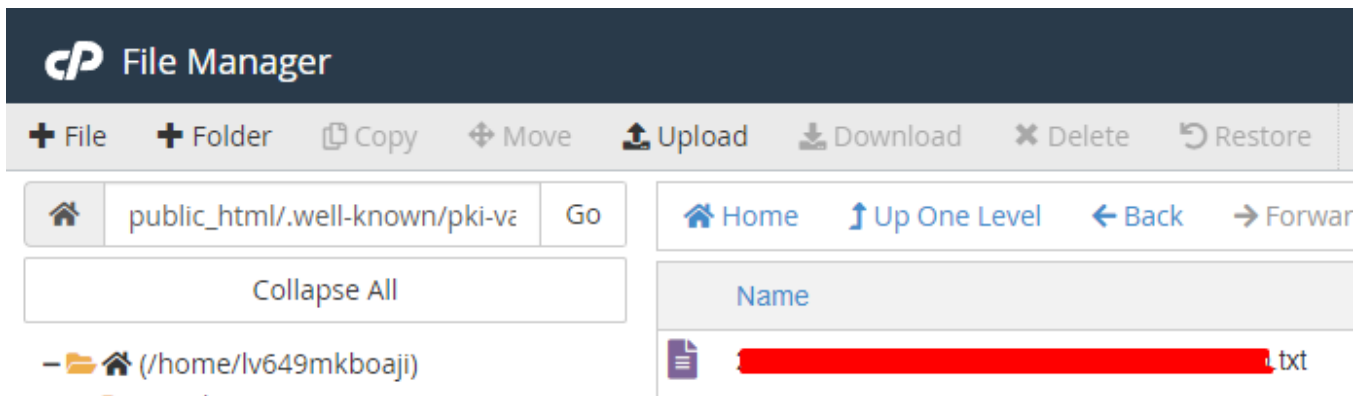 cP File Manager
File Folder Copy Move Upload Download Delete Restore
public_html/.well-known/pki-va Go
Home Up One Level Back Forwar
Collapse All
Name
(/home/lv649mkboaji)
.txt